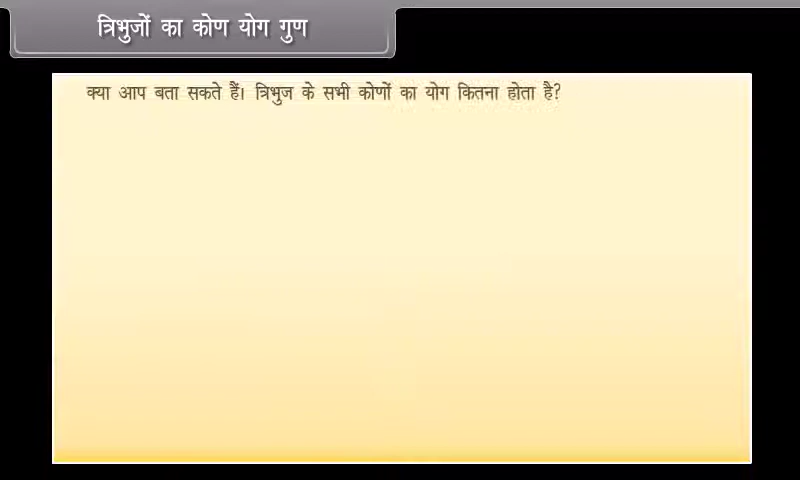 त्रिभुजों का कोण योग गुण
क्या आप बता सकते हैं। त्रिभुज के सभी कोणों का योग कितना होता है?